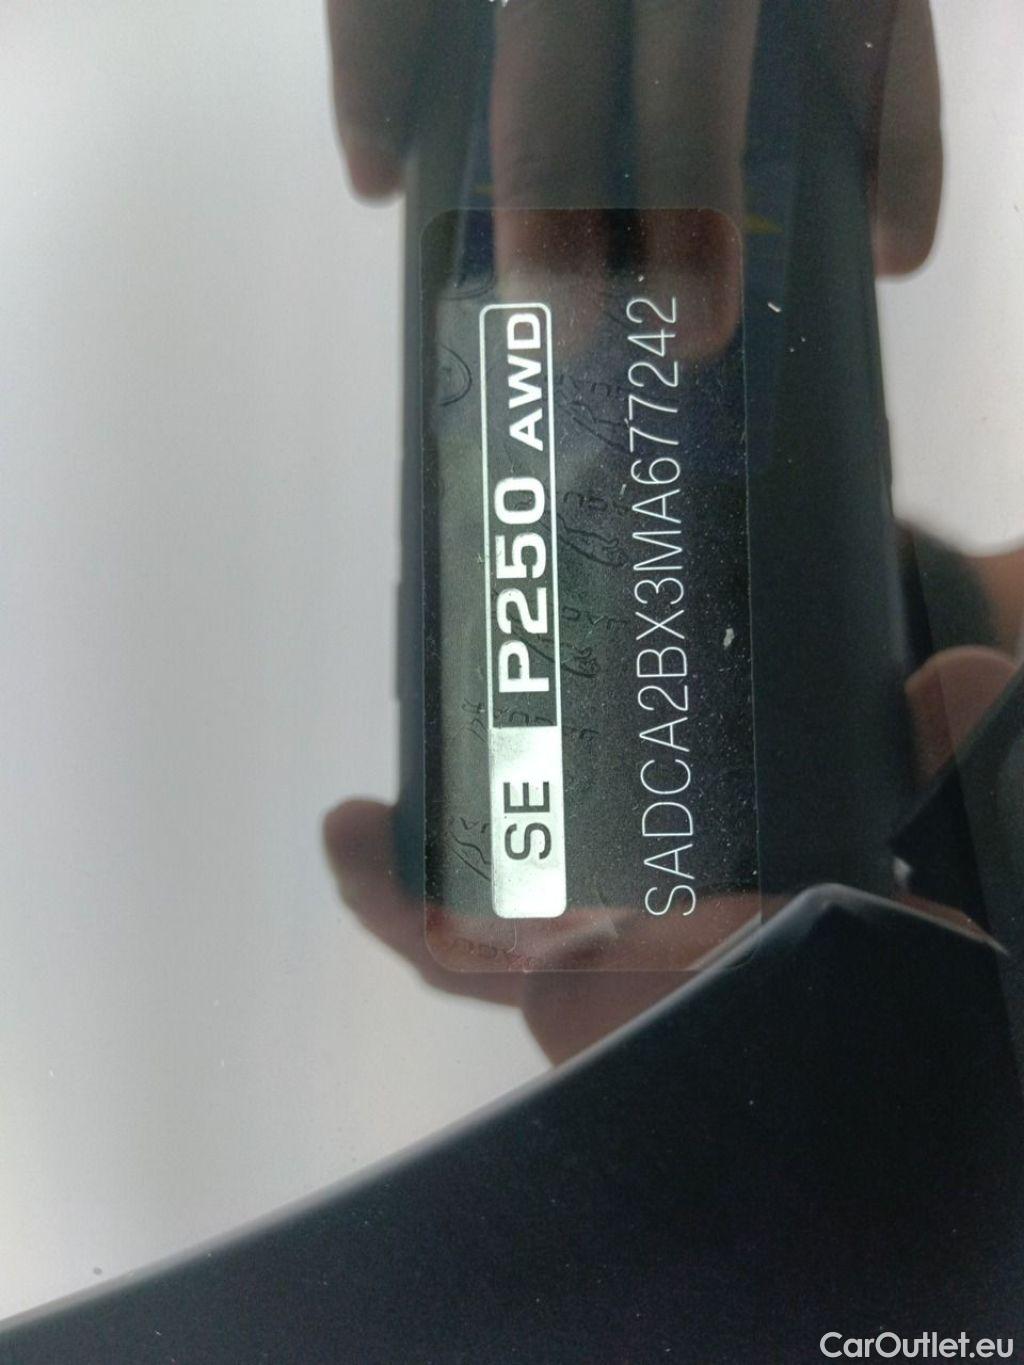 SE P250 AWD
SADCA2BX3MA677242
CarOutlet.eu